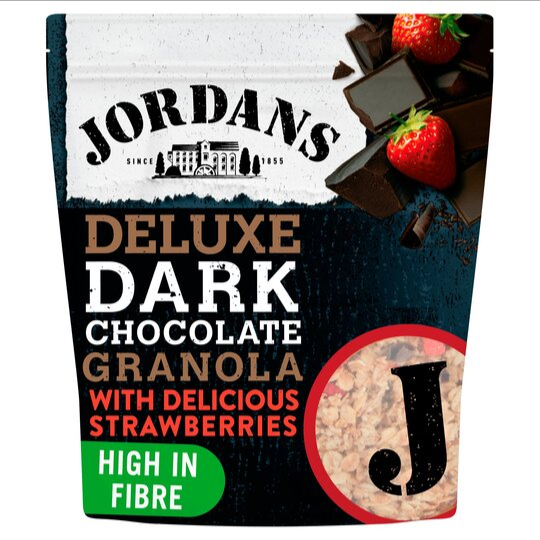 JORDANS
SINCE 1855
DELUXE
DARK
CHOCOLATE
GRANOLA
WITH DELICIOUS
STRAWBERRIES
HIGH IN
FIBRE
J